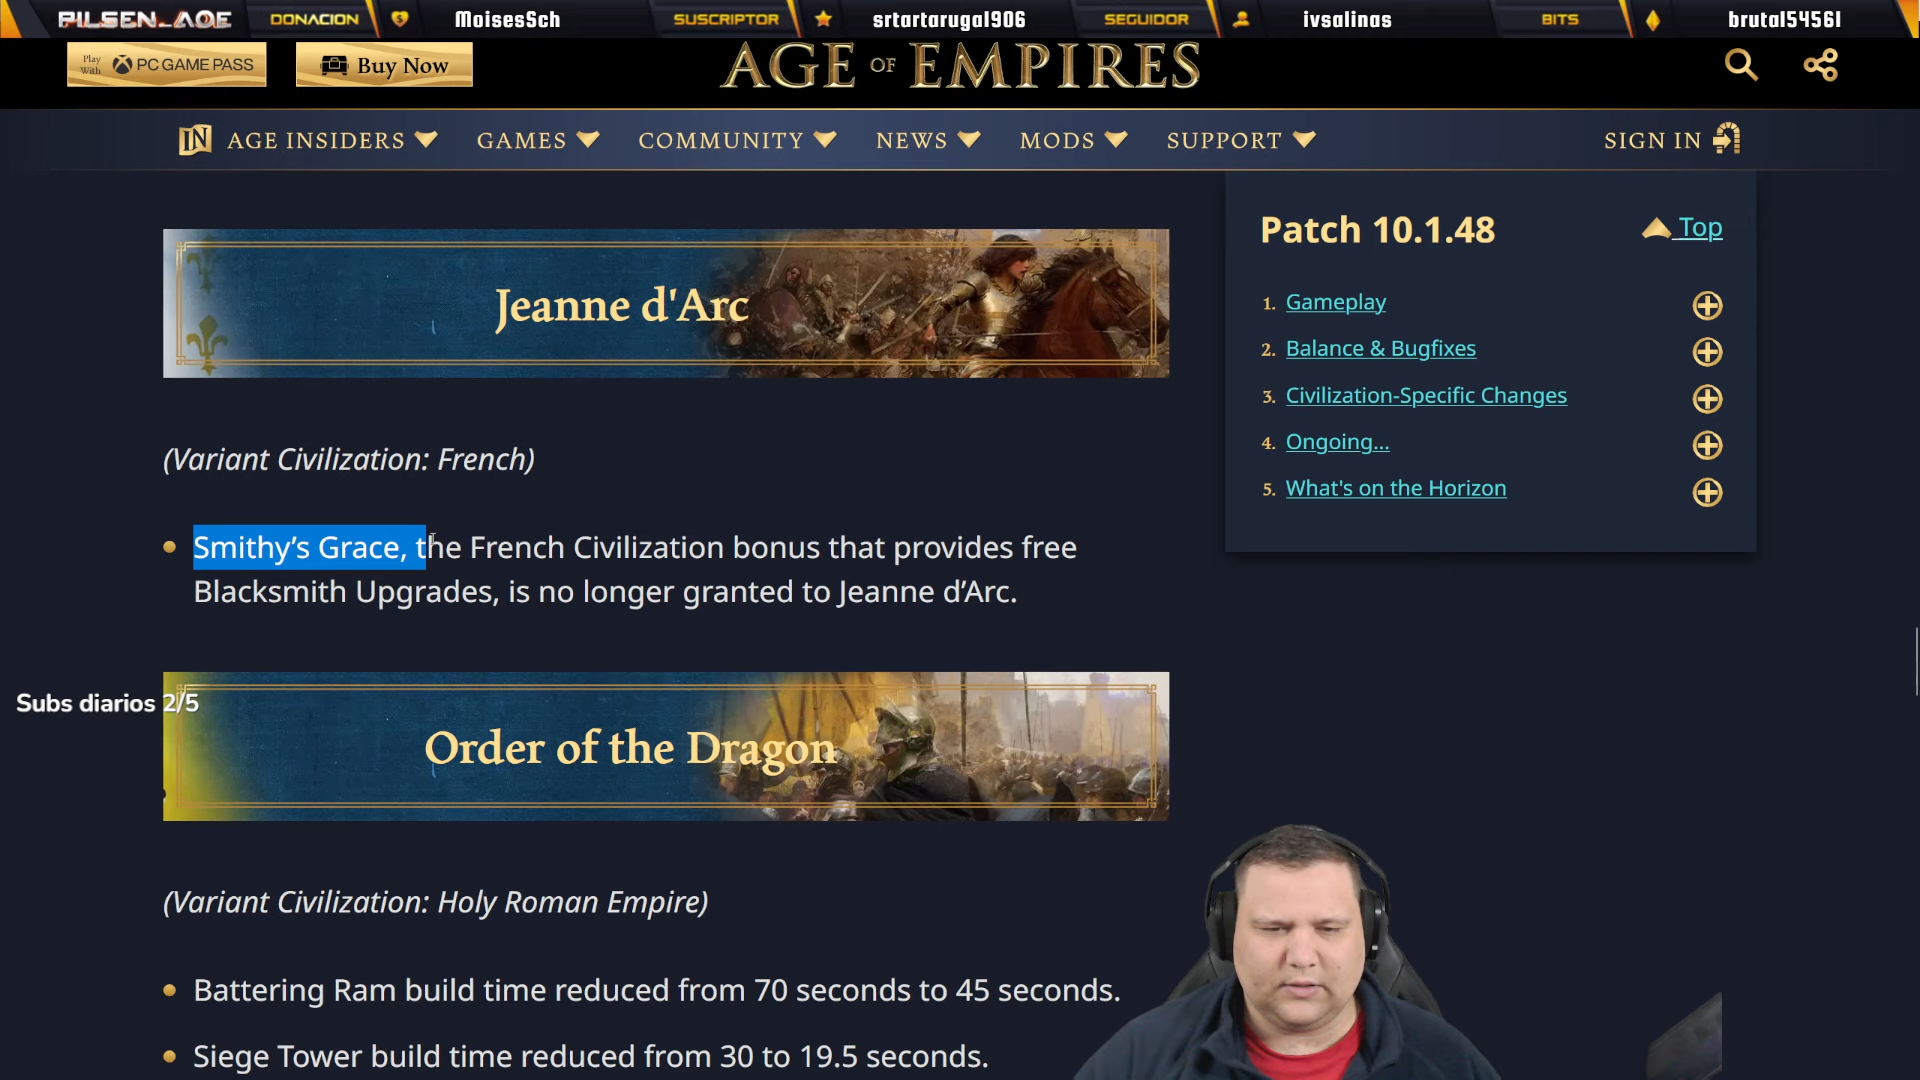 PILSEN_AOE DONACION MoisesSch SUSCRIPTOR srtartaruga1906 SEGUIDOR ivsalinas BITS brutal54561
Play With PC GAME PASS
Buy Now
AGE OF EMPIRES
IN AGE INSIDERS GAMES COMMUNITY NEWS MODS SUPPORT SIGN IN
Jeanne d'Arc
(Variant Civilization: French)
Smithy’s Grace, the French Civilization bonus that provides free
Blacksmith Upgrades, is no longer granted to Jeanne d’Arc.
Subs diarios 2/5
Order of the Dragon
(Variant Civilization: Holy Roman Empire)
Battering Ram build time reduced from 70 seconds to 45 seconds.
Siege Tower build time reduced from 30 to 19.5 seconds.
Patch 10.1.48
Top
1. Gameplay
2. Balance & Bugfixes
3. Civilization-Specific Changes
4. Ongoing...
5. What's on the Horizon